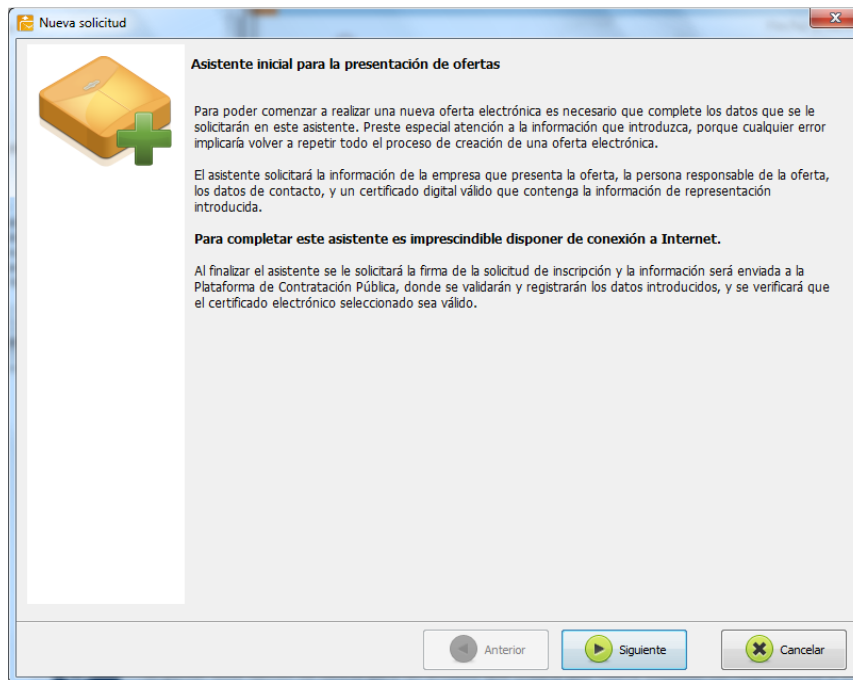 Nueva solicitud
Asistente inicial para la presentación de ofertas
Para poder comenzar a realizar una nueva oferta electrónica es necesario que complete los datos que se le
solicitarán en este asistente. Preste especial atención a la información que introduzca, porque cualquier error
implicaría volver a repetir todo el proceso de creación de una oferta electrónica.
El asistente solicitará la información de la empresa que presenta la oferta, la persona responsable de la oferta,
los datos de contacto, y un certificado digital válido que contenga la información de representación
introducida.
Para completar este asistente es imprescindible disponer de conexión a Internet.
Al finalizar el asistente se le solicitará la firma de la solicitud de inscripción y la información será enviada a la
Plataforma de Contratación Pública, donde se validarán y registrarán los datos introducidos, y se verificará que
el certificado electrónico seleccionado sea válido.
Anterior
Siguiente
Cancelar